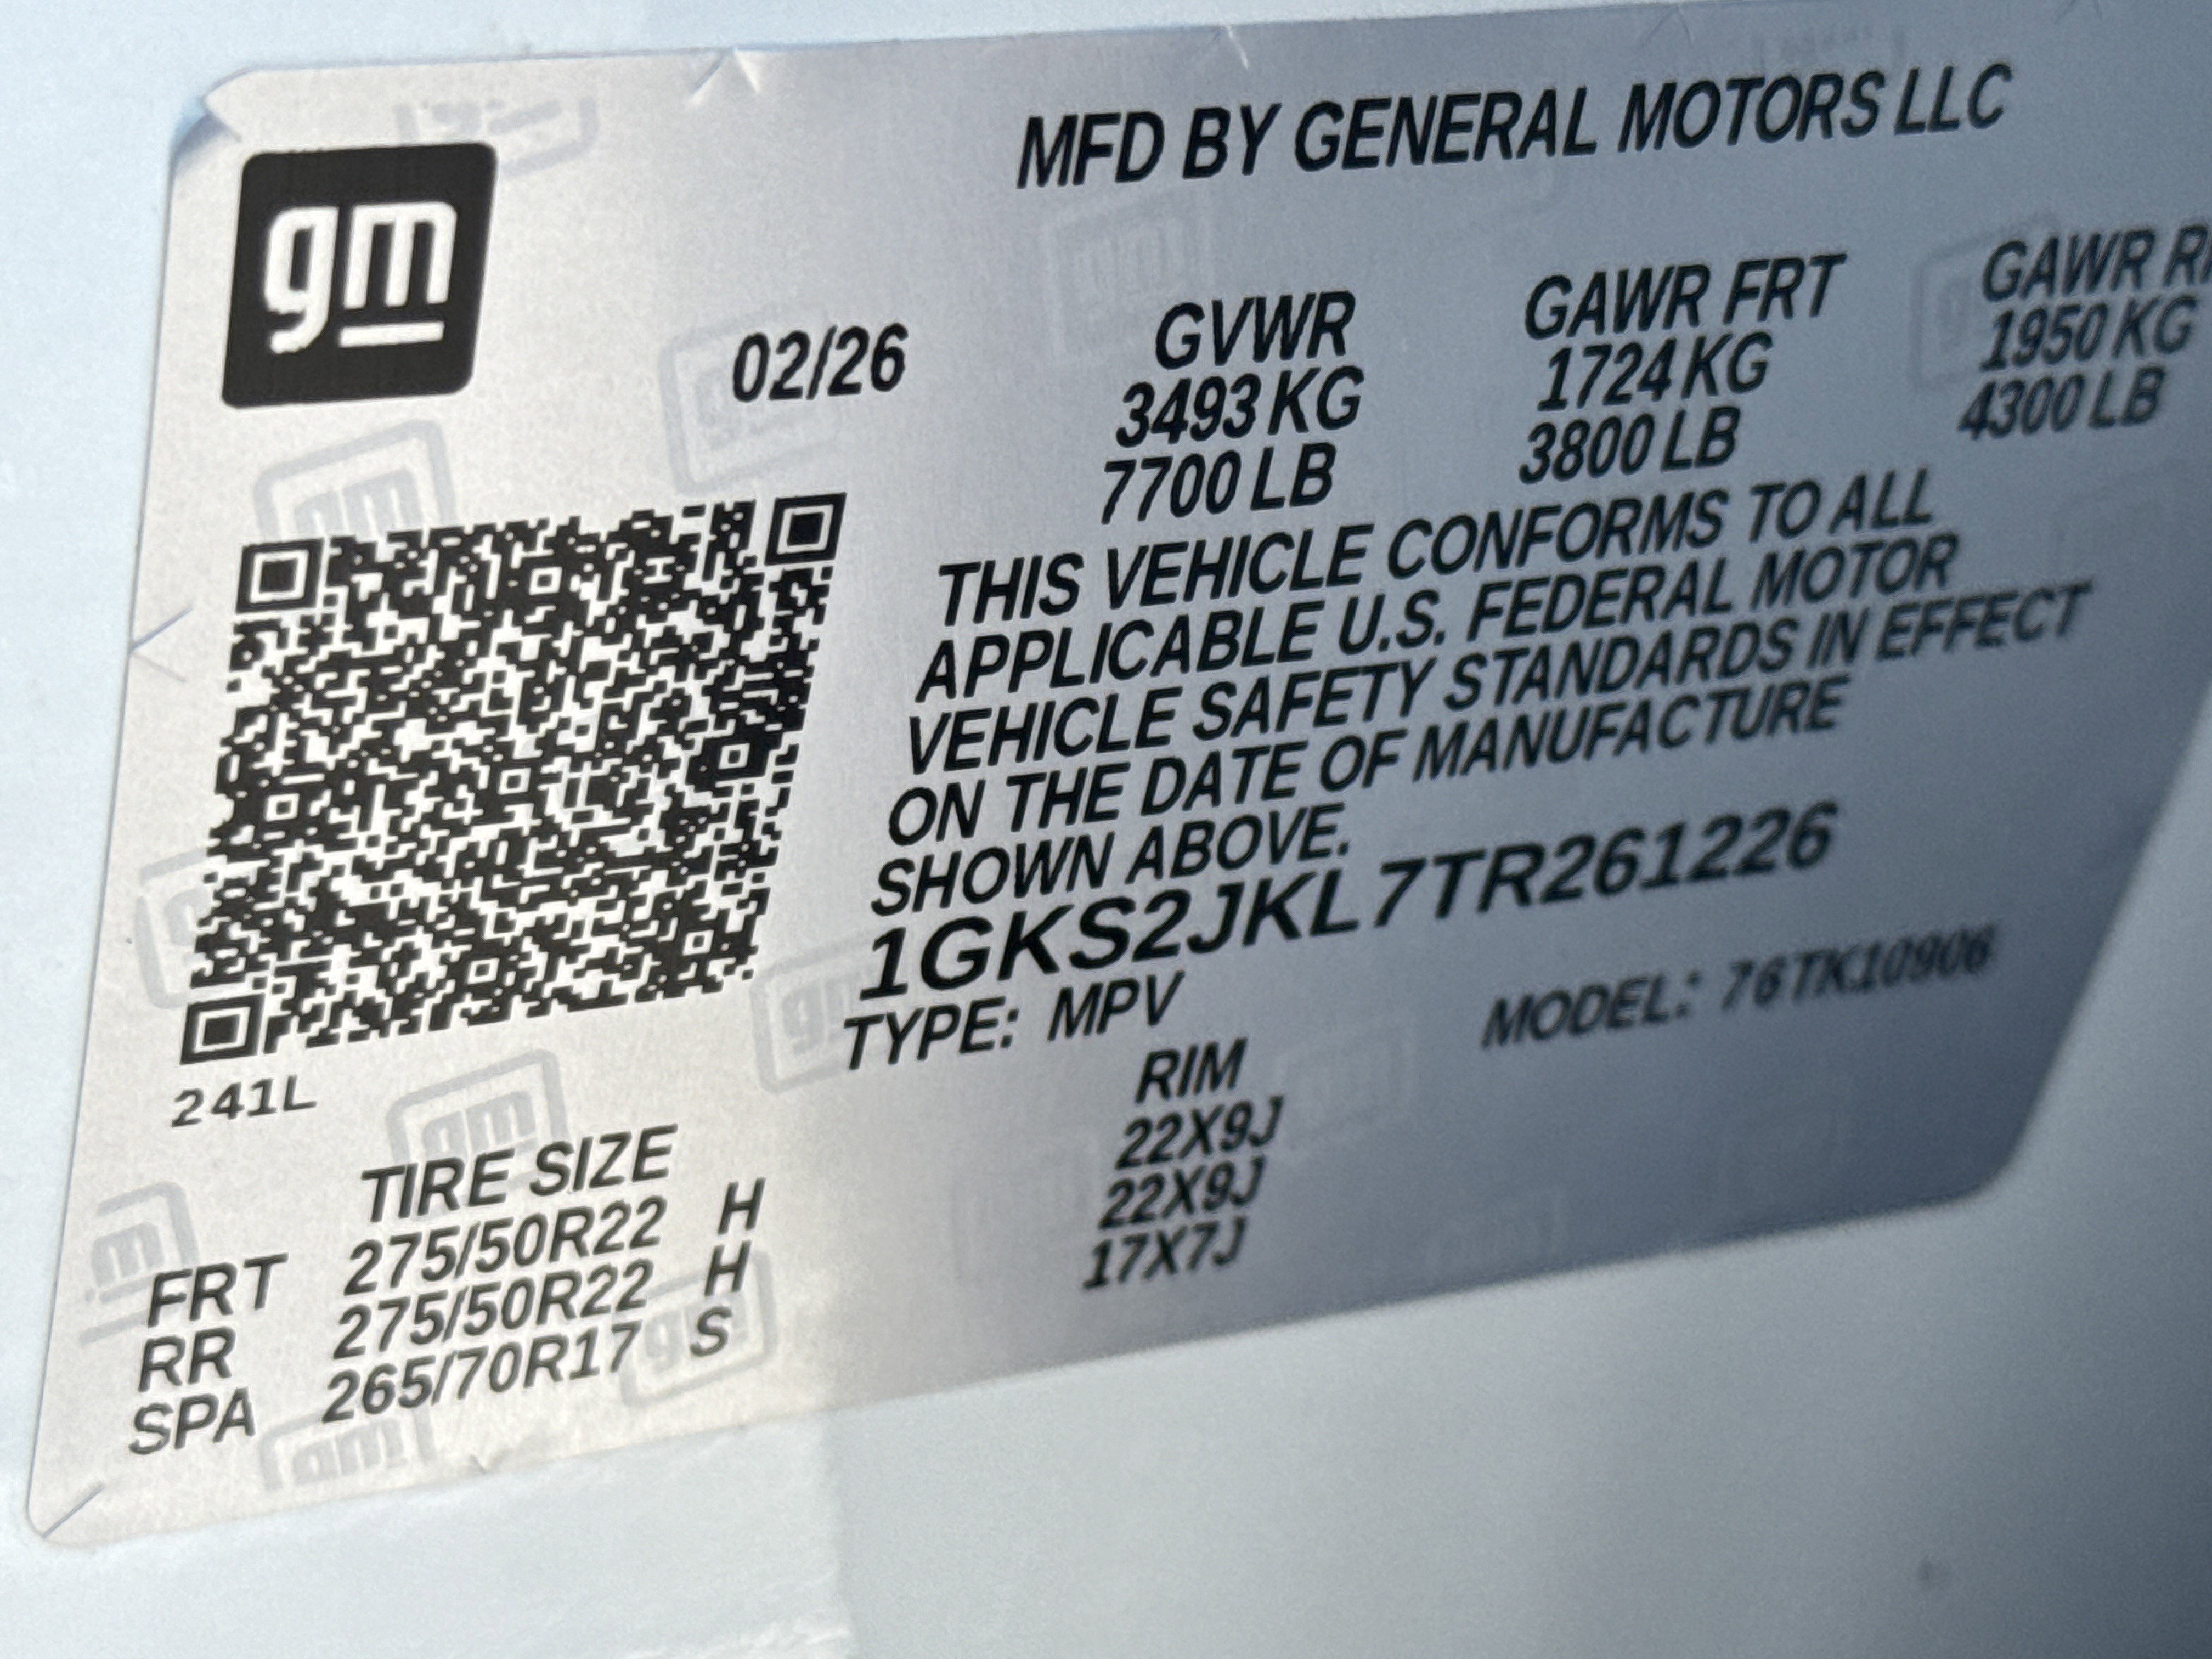 gm
MFD BY GENERAL MOTORS LLC
02/26
GVWR GAWR FRT GAWR
3493 KG 1724 KG 1950 KG
7700 LB 3800 LB 4300 LB
THIS VEHICLE CONFORMS TO ALL
APPLICABLE U.S. FEDERAL MOTOR
VEHICLE SAFETY STANDARDS IN EFFECT
ON THE DATE OF MANUFACTURE
SHOWN ABOVE.
1GKS2JKL7TR261226
TYPE: MPV MODEL: 76TK10906
241L
TIRE SIZE RIM
FRT 275/50R22 H 22X9J
RR 275/50R22 H 22X9J
SPA 265/70R17 S 17X7J